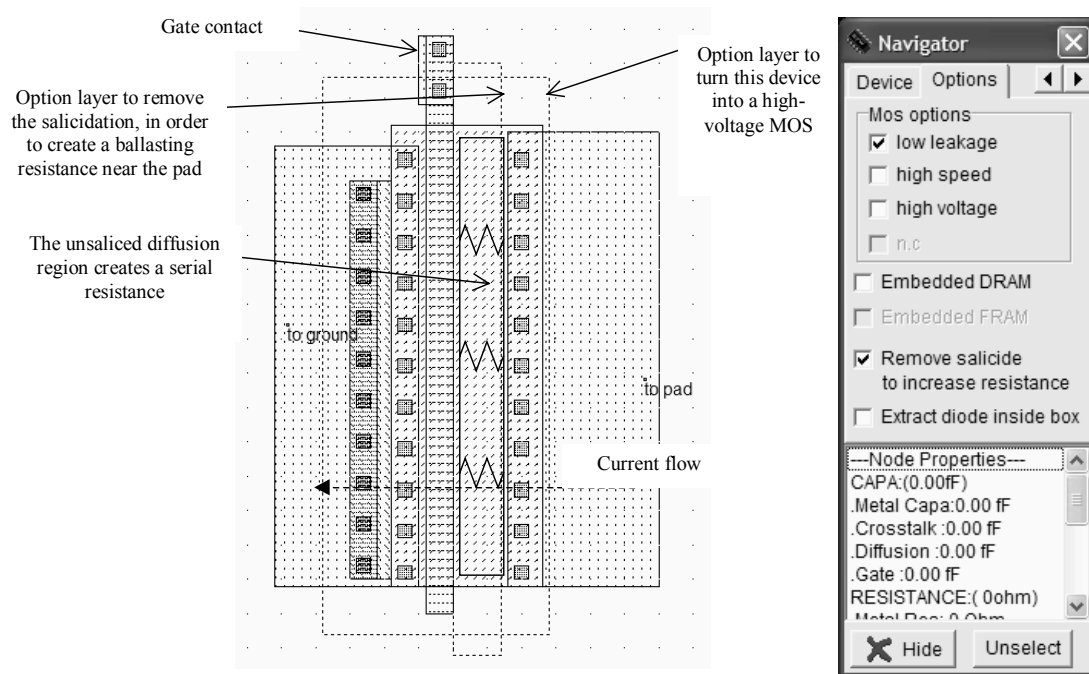 Gate contact
Option layer to remove
the salicidation, in order
to create a ballasting
resistance near the pad
The unsaliced diffusion
region creates a serial
resistance
Option layer to
turn this device
into a high-
voltage MOS
to ground
to pad
Current flow
Navigator
Device
Options
Mos options
low leakage
high speed
high voltage
n.c
Embedded DRAM
Embedded FRAM
Remove salicide
to increase resistance
Extract diode inside box
---Node Properties---
CAPA:(0.00fF)
.Metal Capa:0.00 fF
.Crosstalk :0.00 fF
.Diffusion :0.00 fF
.Gate :0.00 fF
RESISTANCE:( 0ohm)
.Metal Res: 0 Ohm
Hide
Unselect